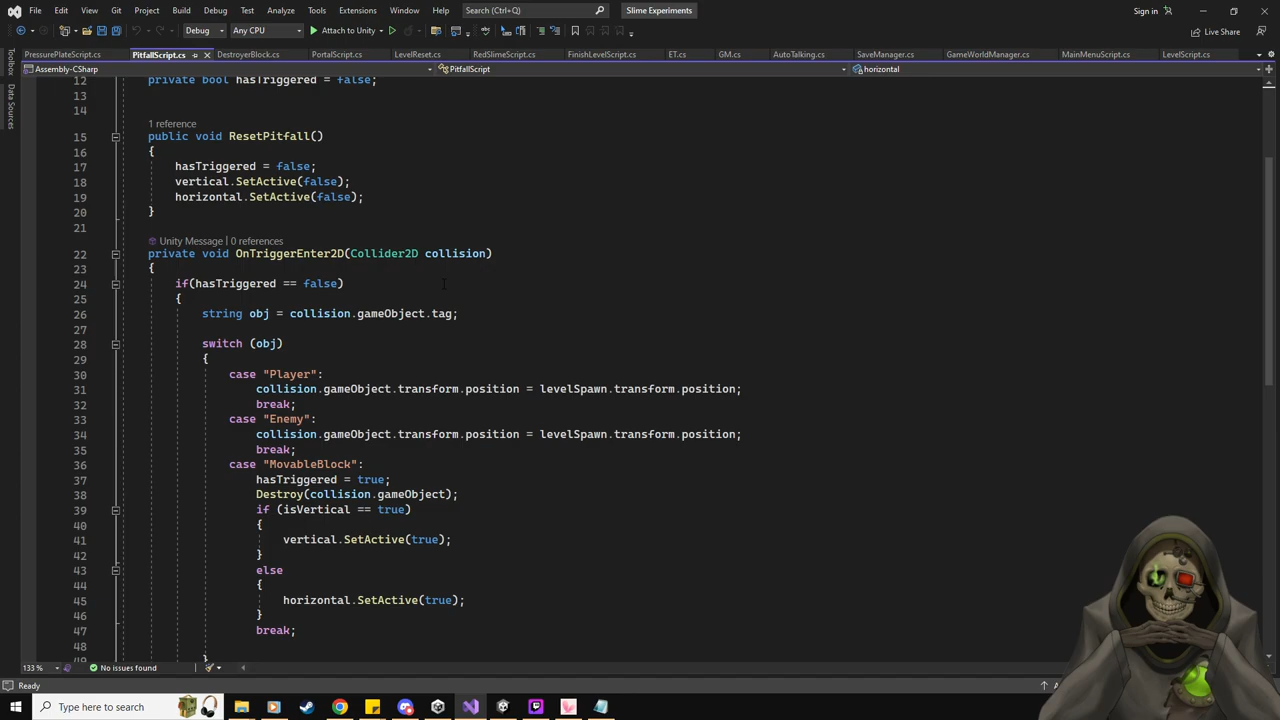 File Edit View Git Project Build Debug Test Analyze Tools Extensions Window Help Search (Ctrl+Q) Slime Experiments Sign in
Debug Any CPU Attach to Unity Live Share
PressurePlateScript.cs PitfallScript.cs DestroyerBlock.cs PortalScript.cs LevelReset.cs RedSlimeScript.cs FinishLevelScript.cs ET.cs GM.cs AutoTalking.cs SaveManager.cs GameWorldManager.cs MainMenuScript.cs LevelScript.cs
Assembly-CSharp PitfallScript horizontal
Toolbox
Data Sources
12 private bool hasTriggered = false;
13
14
1 reference
15 public void ResetPitfall()
16 {
17 hasTriggered = false;
18 vertical.SetActive(false);
19 horizontal.SetActive(false);
20 }
21
Unity Message | 0 references
22 private void OnTriggerEnter2D(Collider2D collision)
23 {
24 if(hasTriggered == false)
25 {
26 string obj = collision.gameObject.tag;
27
28 switch (obj)
29 {
30 case "Player":
31 collision.gameObject.transform.position = levelSpawn.transform.position;
32 break;
33 case "Enemy":
34 collision.gameObject.transform.position = levelSpawn.transform.position;
35 break;
36 case "MovableBlock":
37 hasTriggered = true;
38 Destroy(collision.gameObject);
39 if (isVertical == true)
40 {
41 vertical.SetActive(true);
42 }
43 else
44 {
45 horizontal.SetActive(true);
46 }
47 break;
48
49 }
133 % No issues found
Ready
Type here to search